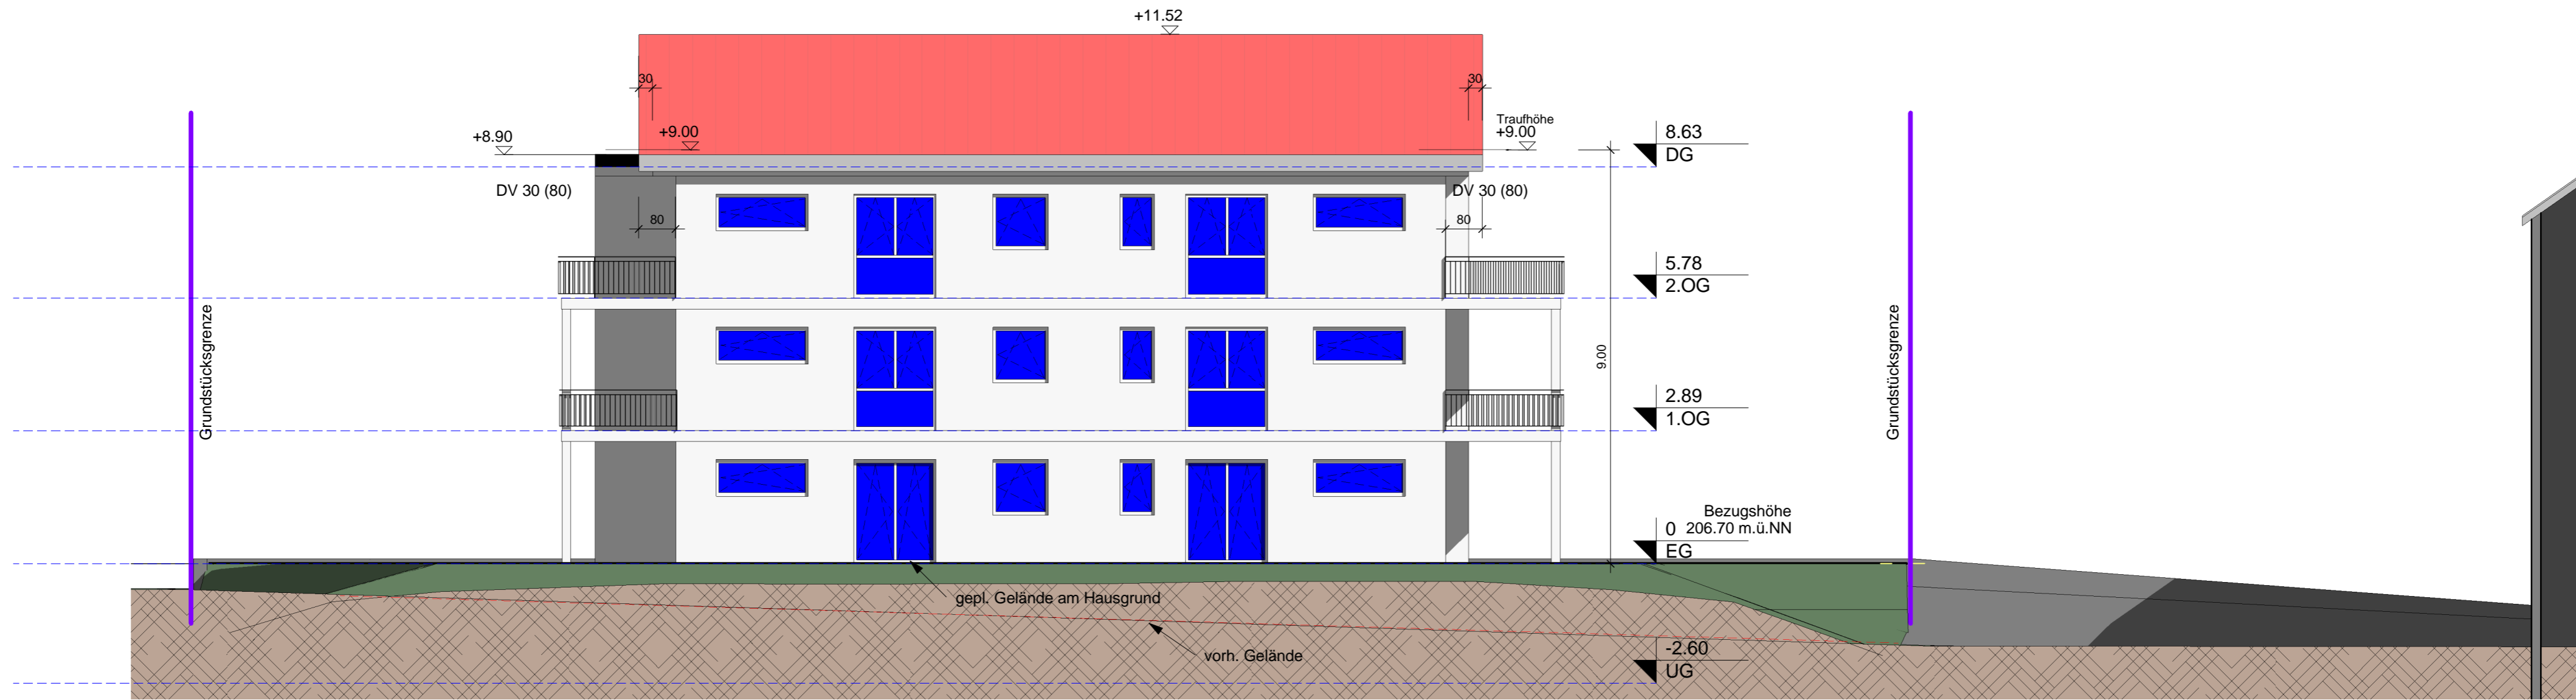 +11.52
30
30
+8.90
+9.00
Traufhöhe
+9.00
8.63
DG
DV 30 (80)
DV 30 (80)
80
80
5.78
2.OG
Grundstücksgrenze
Grundstücksgrenze
9.00
2.89
1.OG
Bezugshöhe
0 206.70 m.ü.NN
EG
gepl. Gelände am Hausgrund
vorh. Gelände
-2.60
UG